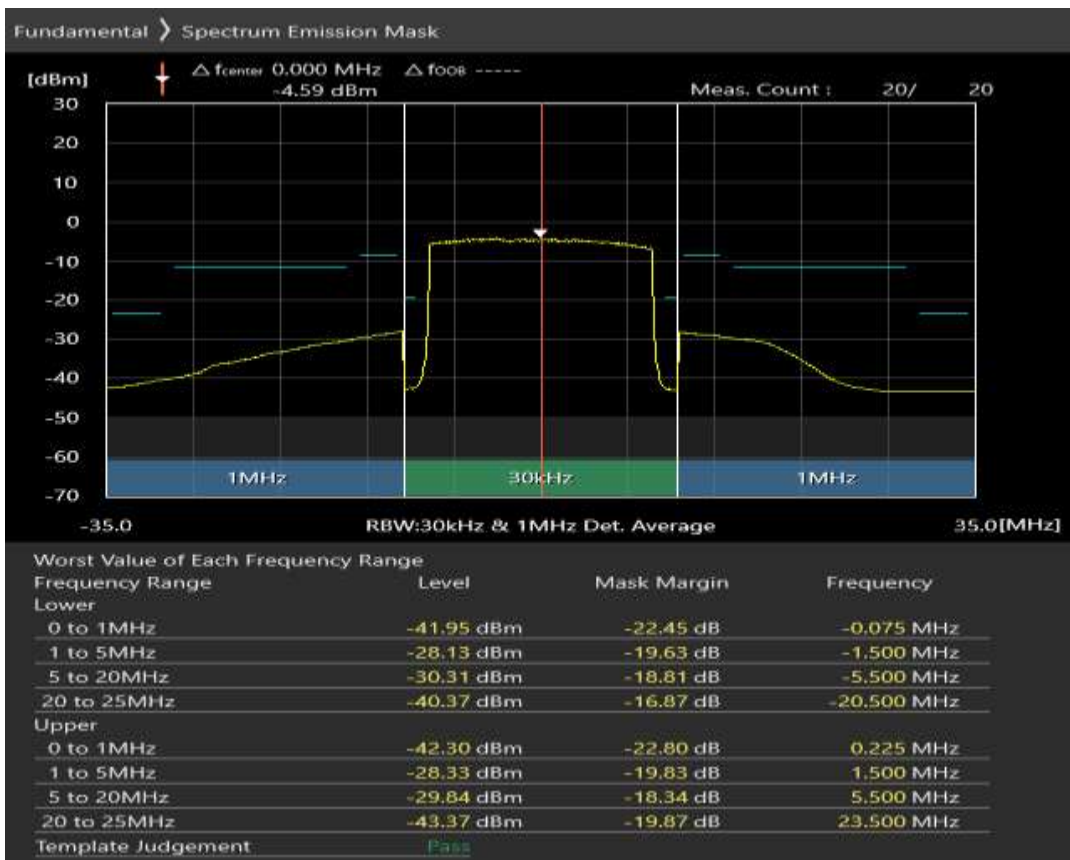 Fundamental ❯ Spectrum Emission Mask
[dBm] △ fcenter 0.000 MHz △ fOOB -----
-4.59 dBm Meas. Count : 20/ 20
30
20
10
0
-10
-20
-30
-40
-50
-60
1MHz 30kHz 1MHz
-70
-35.0 RBW:30kHz & 1MHz Det. Average 35.0[MHz]
Worst Value of Each Frequency Range
Frequency Range Level Mask Margin Frequency
Lower
0 to 1MHz -41.95 dBm -22.45 dB -0.075 MHz
1 to 5MHz -28.13 dBm -19.63 dB -1.500 MHz
5 to 20MHz -30.31 dBm -18.81 dB -5.500 MHz
20 to 25MHz -40.37 dBm -16.87 dB -20.500 MHz
Upper
0 to 1MHz -42.30 dBm -22.80 dB 0.225 MHz
1 to 5MHz -28.33 dBm -19.83 dB 1.500 MHz
5 to 20MHz -29.84 dBm -18.34 dB 5.500 MHz
20 to 25MHz -43.37 dBm -19.87 dB 23.500 MHz
Template Judgement Pass